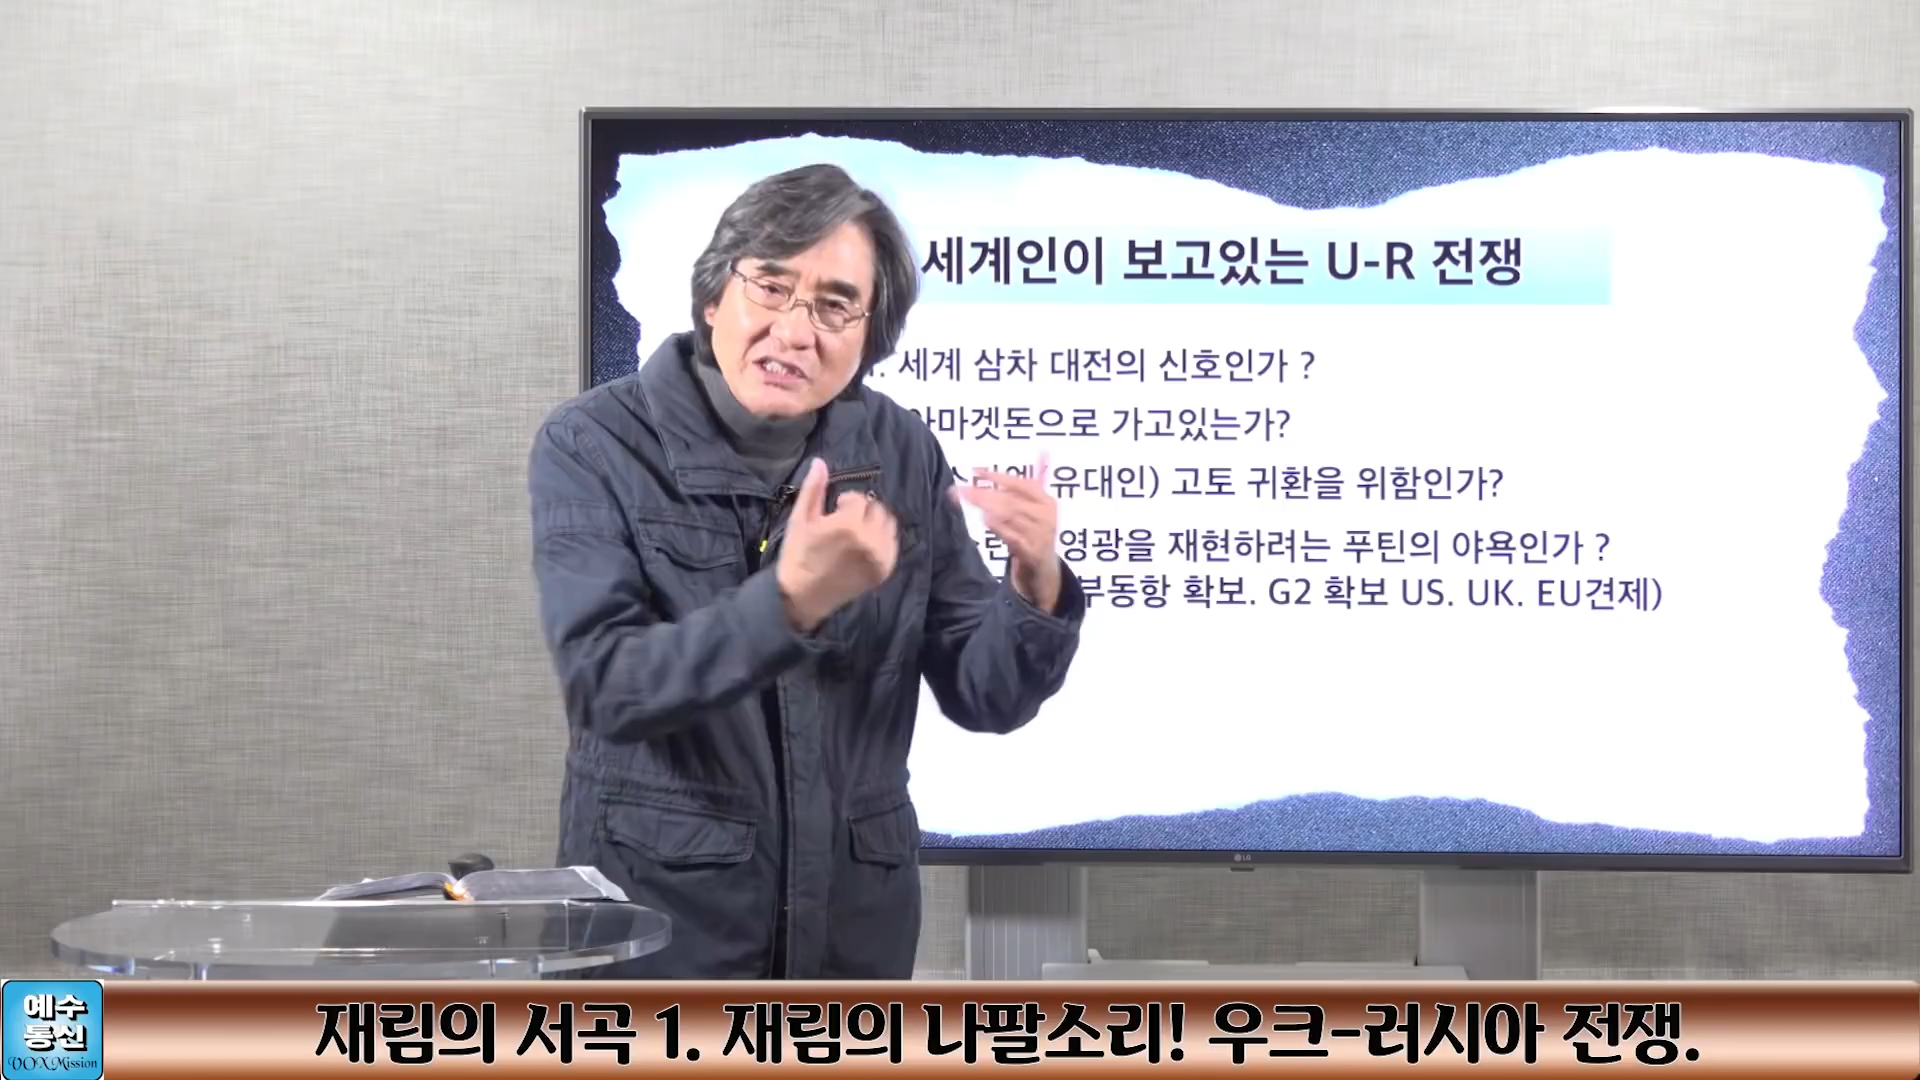 세계인이 보고있는 U-R 전쟁
세계 삼차 대전의 신호인가 ?
아마겟돈으로 가고있는가?
(유대인) 고토 귀환을 위함인가?
영광을 재현하려는 푸틴의 야욕인가 ?
부동항 확보. G2 확보 US. UK. EU견제)
LG
예수
통신
VOX Mission
재림의 서곡 1. 재림의 나팔소리! 우크-러시아 전쟁.